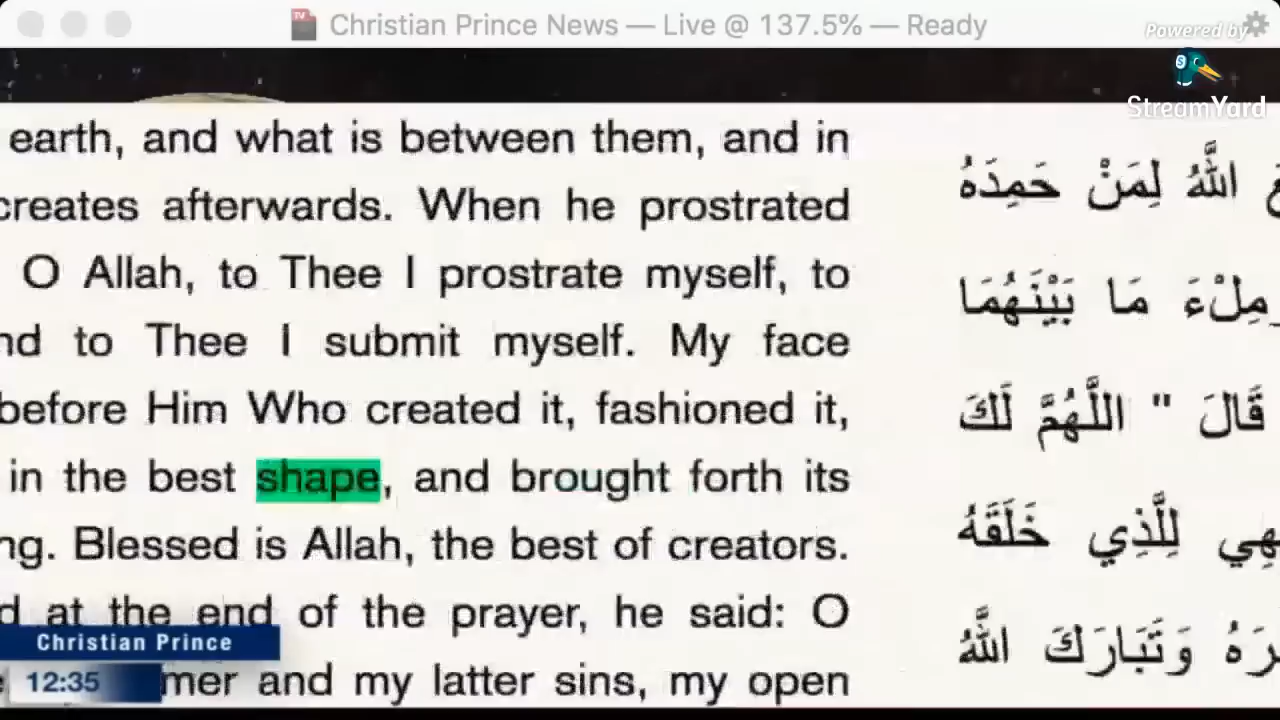 Christian Prince News — Live @ 137.5% — Ready
Powered by
StreamYard
earth, and what is between them, and in
creates afterwards. When he prostrated
O Allah, to Thee I prostrate myself, to
to Thee I submit myself. My face
before Him Who created it, fashioned it,
in the best shape, and brought forth its
Blessed is Allah, the best of creators.
at the end of the prayer, he said: O
and my latter sins, my open
اللَّهُ لِمَنْ حَمِدَهُ
مِلْءَ مَا بَيْنَهُمَا
قَالَ " اللَّهُمَّ لَكَ
لِلَّذِي خَلَقَهُ
وَتَبَارَكَ اللَّهُ
Christian Prince
12:35